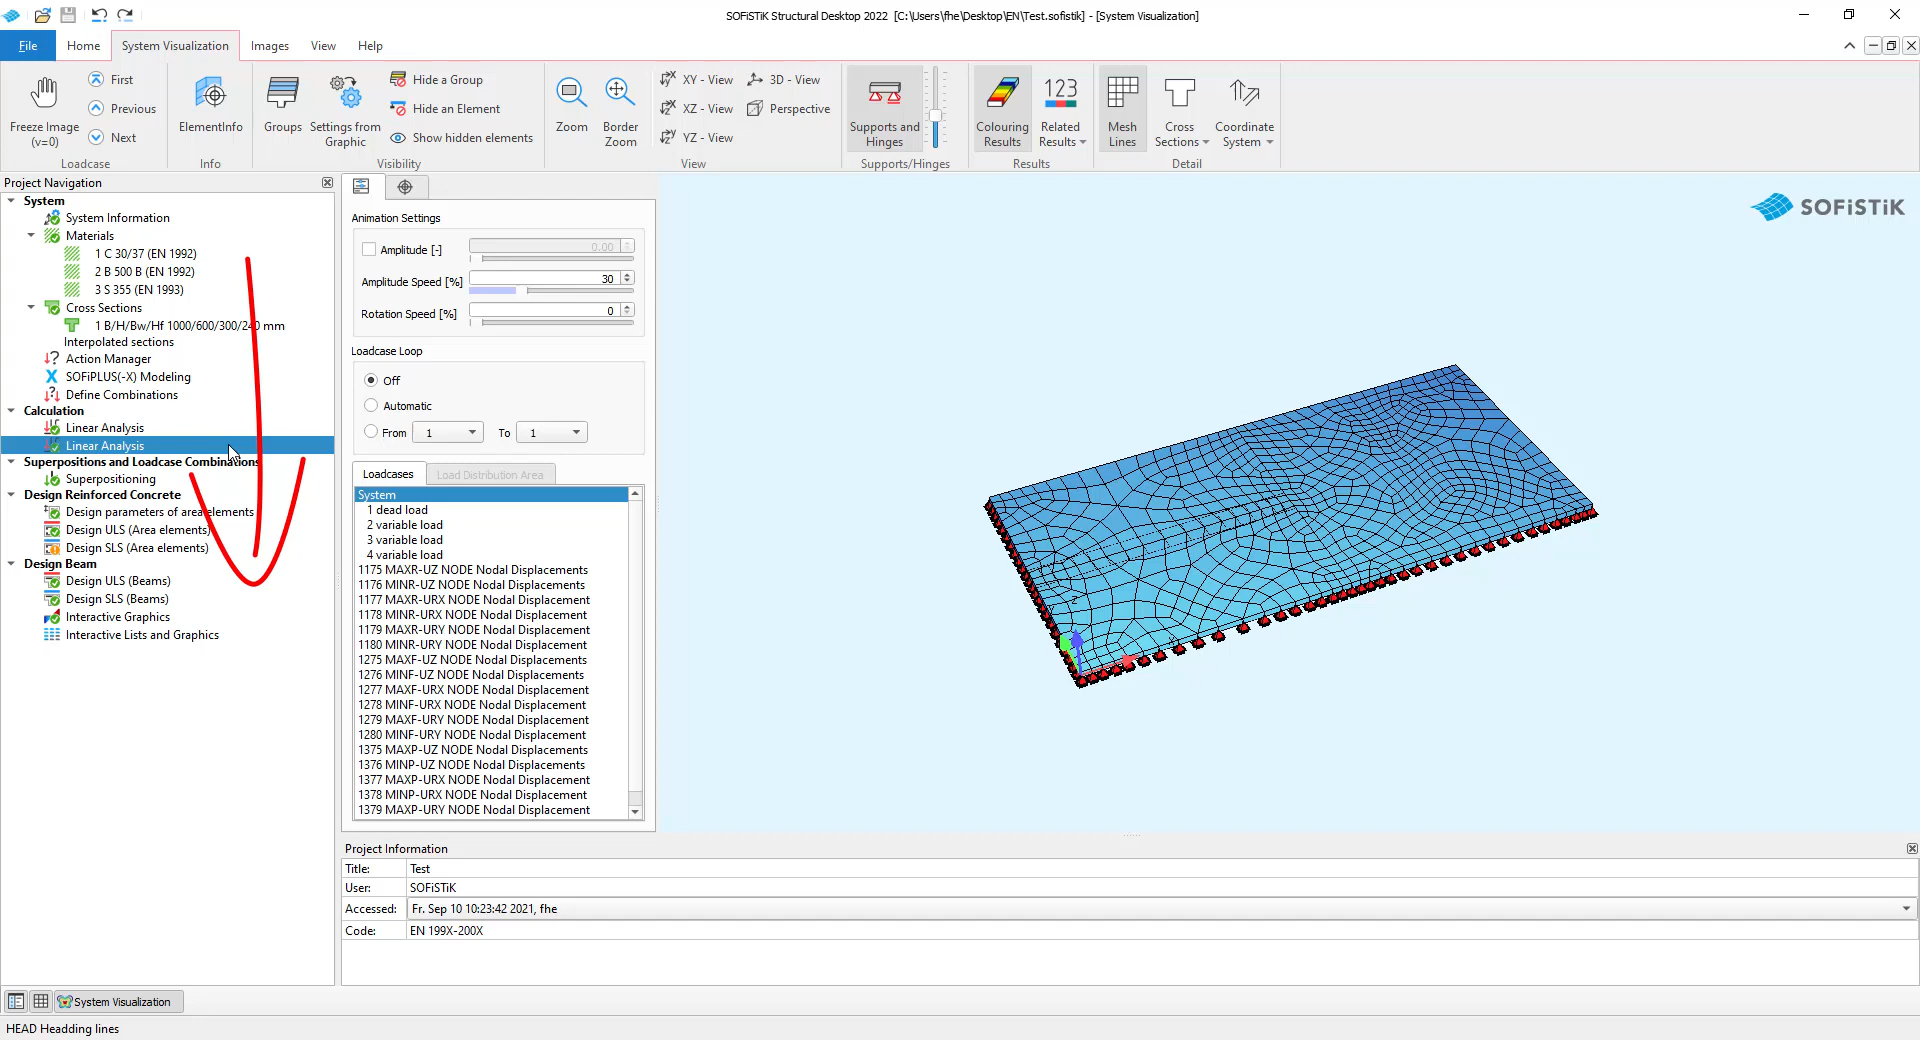 SOFiSTiK Structural Desktop 2022 [C:\Users\fhe\Desktop\EN\Test.sofistik] - [System Visualization]
File Home System Visualization Images View Help
Freeze Image
(v=0)
First
Previous
Next
Loadcase
ElementInfo
Info
Groups
Settings from
Graphic
Hide a Group
Hide an Element
Show hidden elements
Visibility
Zoom
Border
Zoom
XY - View
XZ - View
YZ - View
3D - View
Perspective
View
Supports and
Hinges
Supports/Hinges
Colouring
Results
123
Related
Results
Results
Mesh
Lines
Cross
Sections
Coordinate
System
Detail
Project Navigation
System
System Information
Materials
1 C 30/37 (EN 1992)
2 B 500 B (EN 1992)
3 S 355 (EN 1993)
Cross Sections
1 B/H/Bw/Hf 1000/600/300/240 mm
Interpolated sections
Action Manager
SOFiPLUS(-X) Modeling
Define Combinations
Calculation
Linear Analysis
Linear Analysis
Superpositions and Loadcase Combinations
Superpositioning
Design Reinforced Concrete
Design parameters of area elements
Design ULS (Area elements)
Design SLS (Area elements)
Design Beam
Design ULS (Beams)
Design SLS (Beams)
Interactive Graphics
Interactive Lists and Graphics
Animation Settings
Amplitude [-] 0.00
Amplitude Speed [%] 30
Rotation Speed [%] 0
Loadcase Loop
Off
Automatic
From 1 To 1
Loadcases Load Distribution Area
System
1 dead load
2 variable load
3 variable load
4 variable load
1175 MAXR-UZ NODE Nodal Displacements
1176 MINR-UZ NODE Nodal Displacements
1177 MAXR-URX NODE Nodal Displacement
1178 MINR-URX NODE Nodal Displacement
1179 MAXR-URY NODE Nodal Displacement
1180 MINR-URY NODE Nodal Displacement
1275 MAXF-UZ NODE Nodal Displacements
1276 MINF-UZ NODE Nodal Displacements
1277 MAXF-URX NODE Nodal Displacement
1278 MINF-URX NODE Nodal Displacement
1279 MAXF-URY NODE Nodal Displacement
1280 MINF-URY NODE Nodal Displacement
1375 MAXP-UZ NODE Nodal Displacements
1376 MINP-UZ NODE Nodal Displacements
1377 MAXP-URX NODE Nodal Displacement
1378 MINP-URX NODE Nodal Displacement
1379 MAXP-URY NODE Nodal Displacement
SOFiSTiK
Z
X
Project Information
Title: Test
User: SOFiSTiK
Accessed: Fr. Sep 10 10:23:42 2021, fhe
Code: EN 199X-200X
System Visualization
HEAD Headding lines